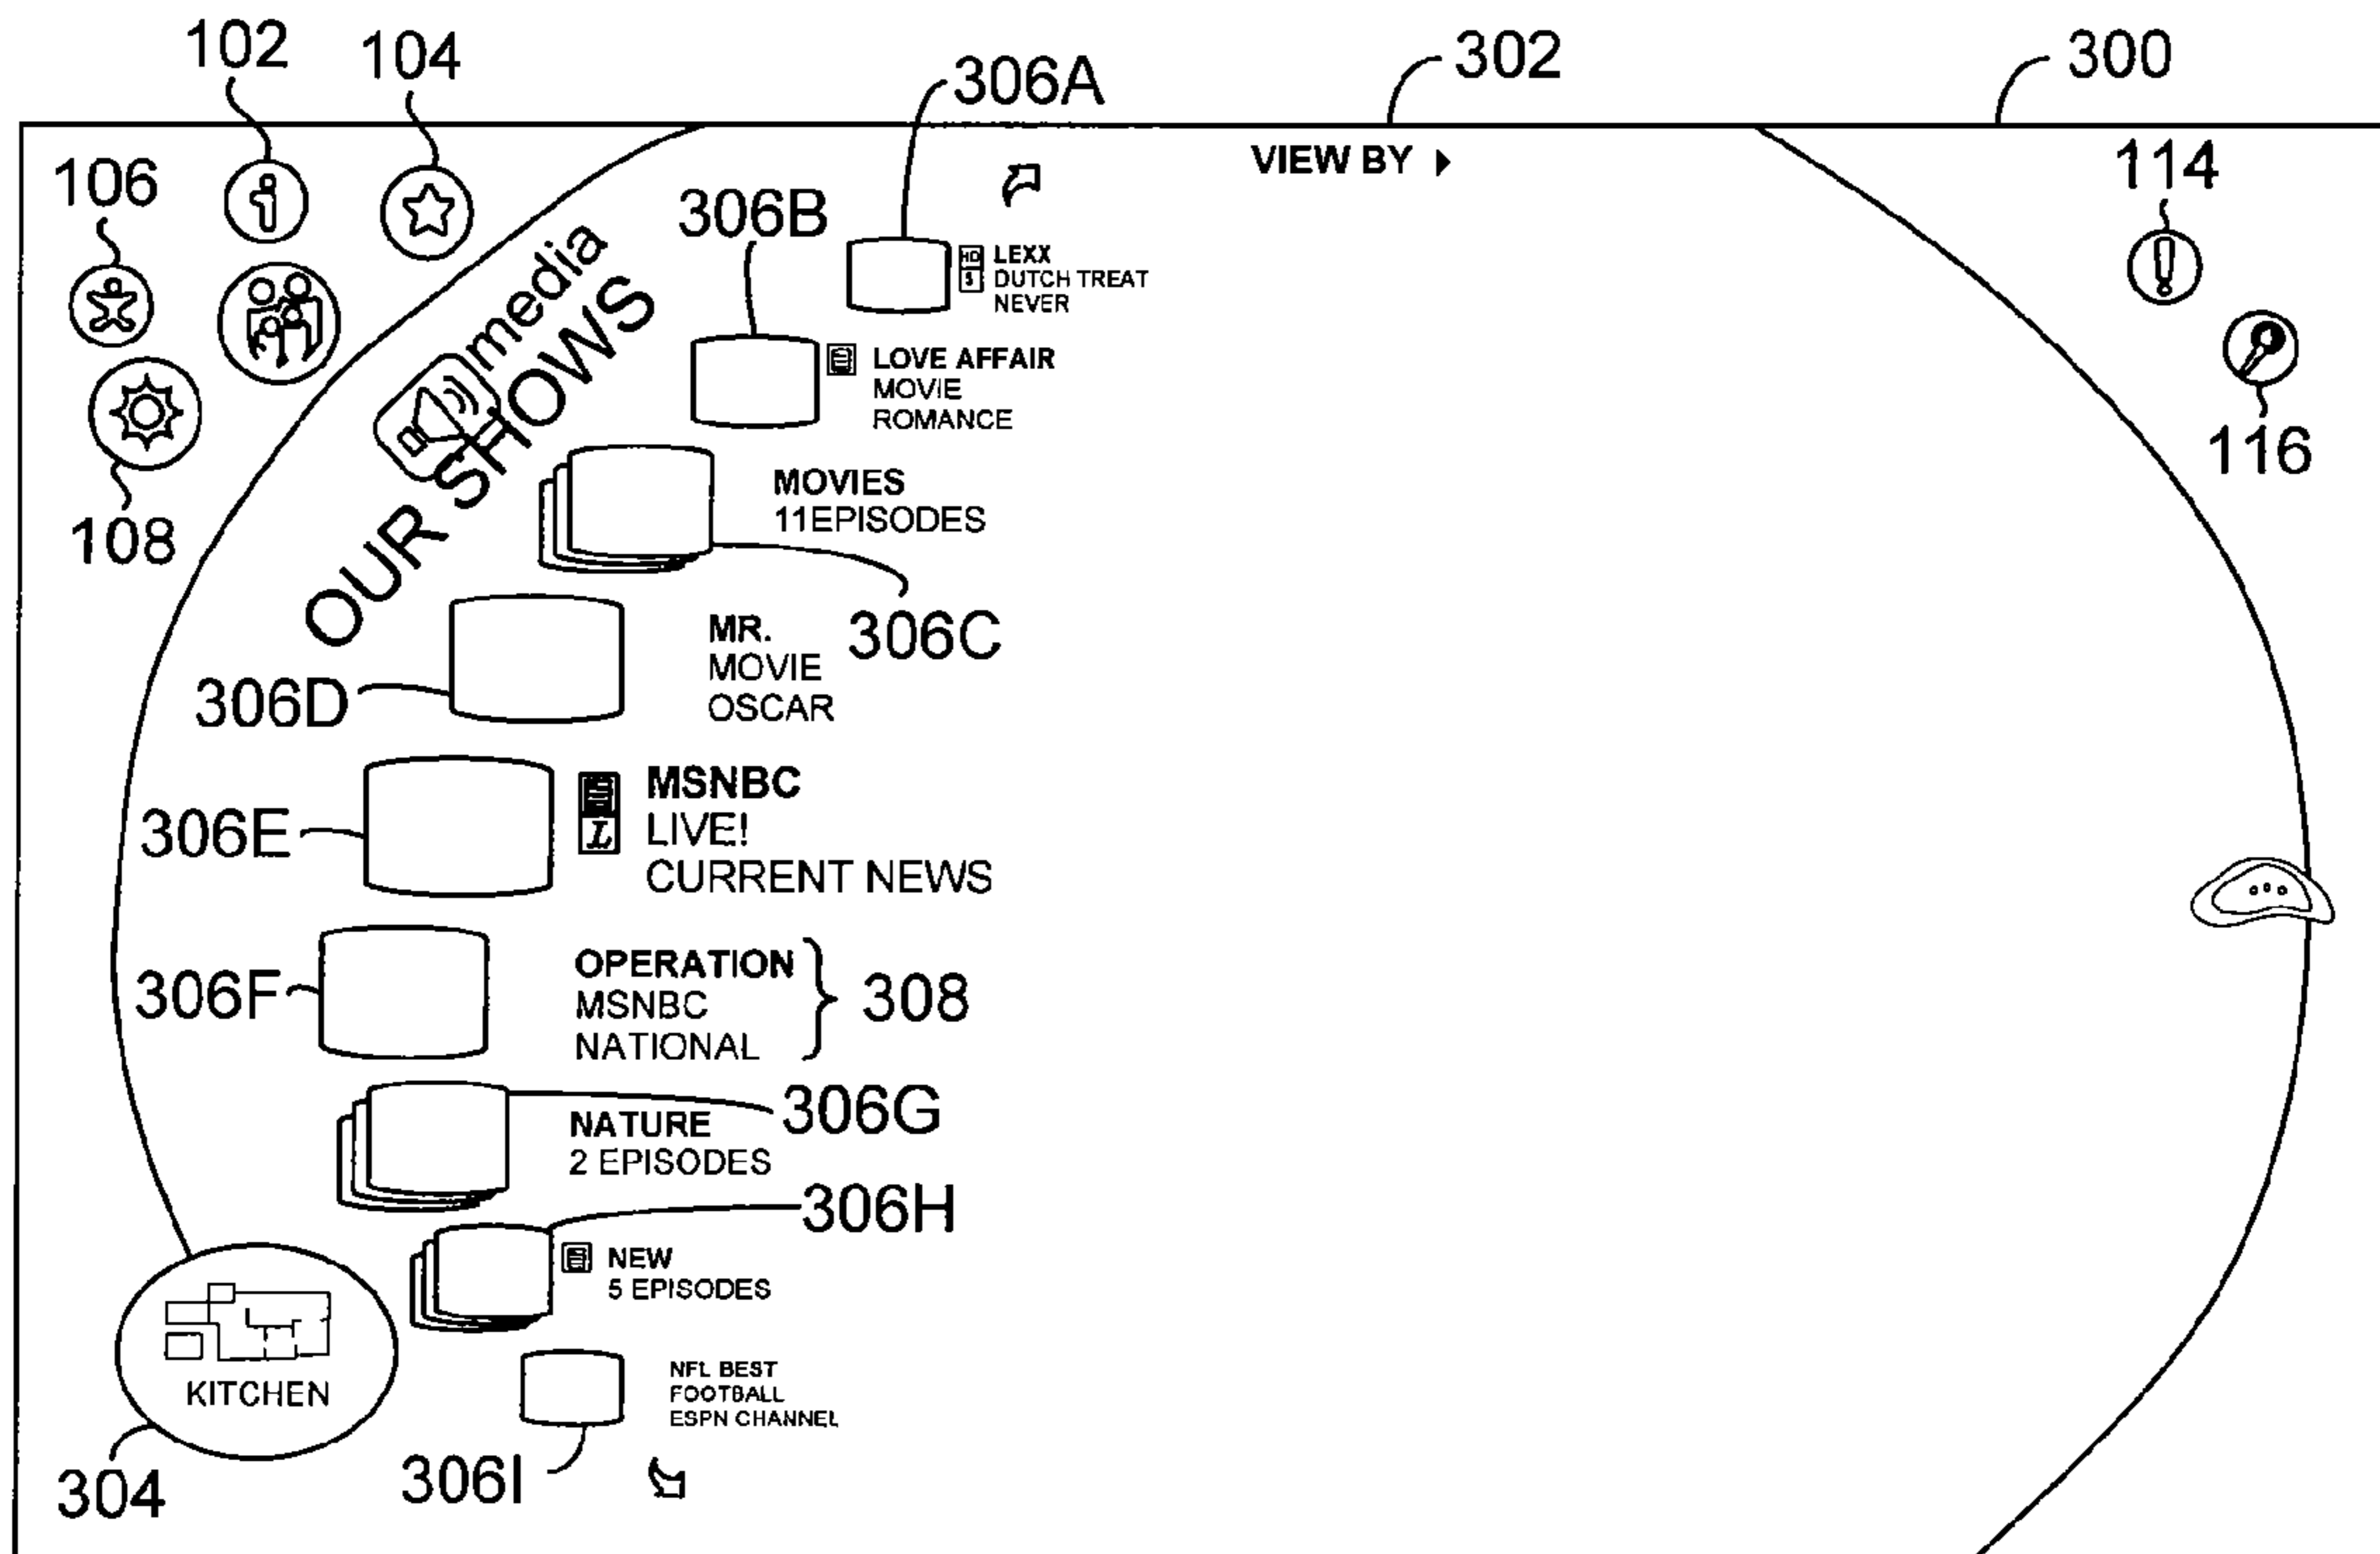 102
104
302
300
306A
106
VIEW BY
114
306B
media
OUR SHOWS
HD
LEXX
DUTCH TREAT
NEVER
LOVE AFFAIR
MOVIE
ROMANCE
116
108
MOVIES
11EPISODES
306C
MR.
MOVIE
OSCAR
306D
306E
L
MSNBC
LIVE!
CURRENT NEWS
306F
OPERATION
MSNBC
NATIONAL
308
306G
NATURE
2 EPISODES
306H
NEW
5 EPISODES
KITCHEN
NFL BEST
FOOTBALL
ESPN CHANNEL
304
306I